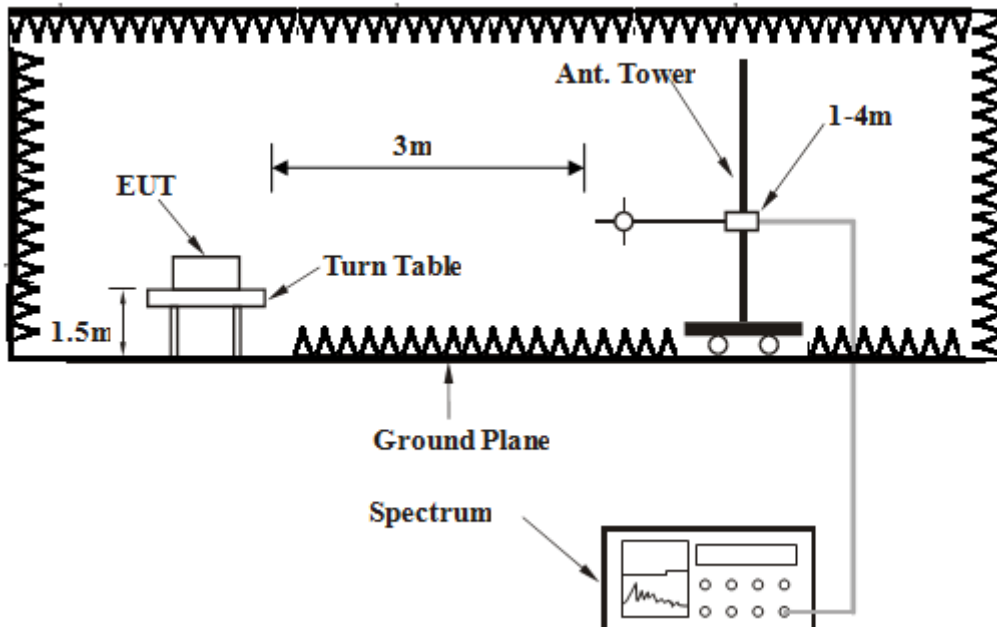 Ant. Tower
1-4m
3m
EUT
Turn Table
1.5m
Ground Plane
Spectrum